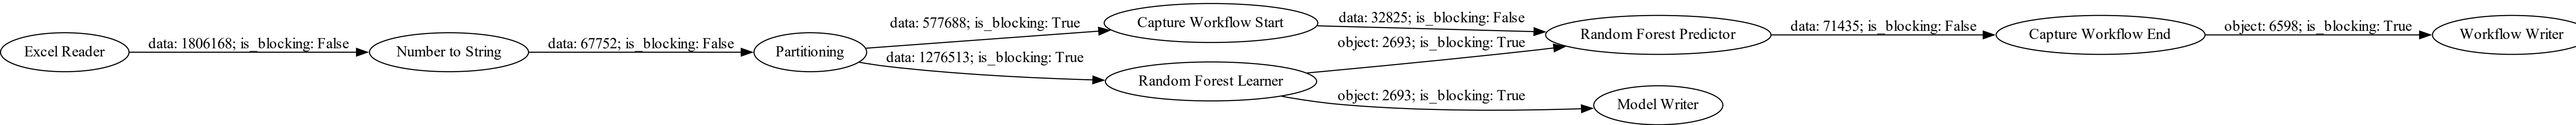 Excel Reader
data: 1806168; is_blocking: False
Number to String
data: 67752; is_blocking: False
Partitioning
data: 577688; is_blocking: True
data: 1276513; is_blocking: True
Capture Workflow Start
Random Forest Learner
data: 32825; is_blocking: False
object: 2693; is_blocking: True
object: 2693; is_blocking: True
Random Forest Predictor
Model Writer
data: 71435; is_blocking: False
Capture Workflow End
object: 6598; is_blocking: True
Workflow Writer